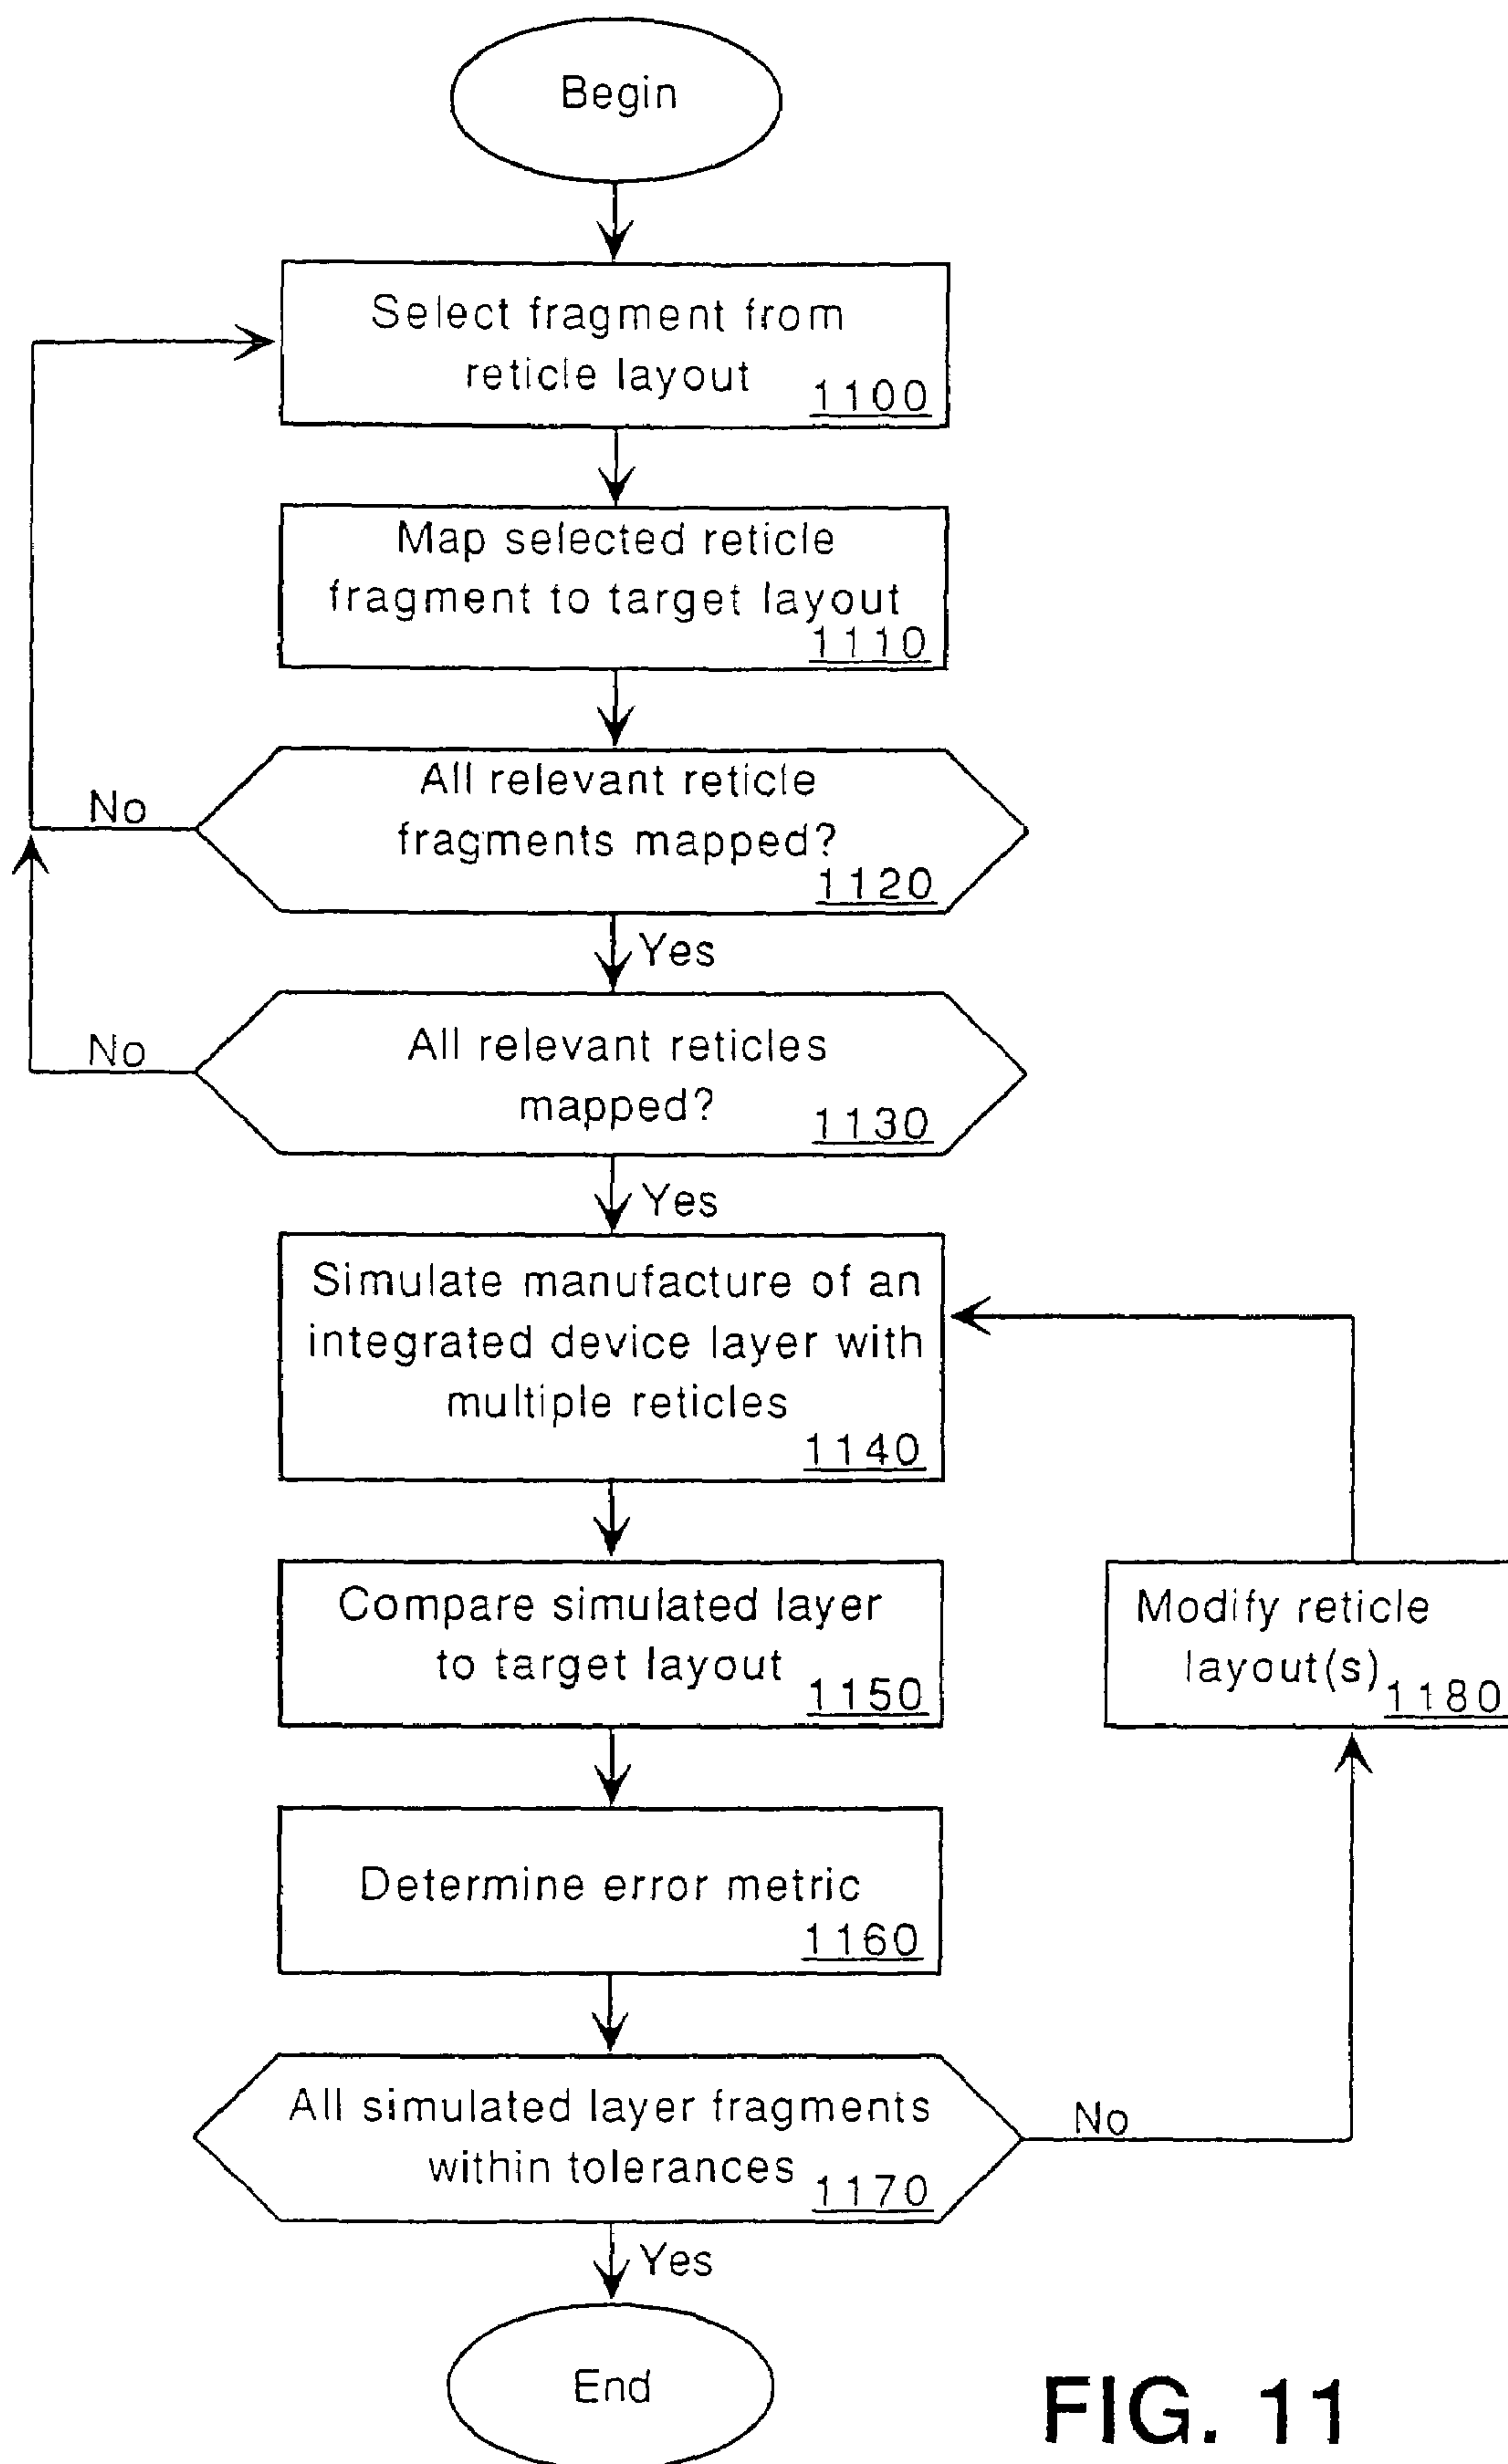 Begin
Select fragment from
reticle layout
1100
Map selected reticle
fragment to target layout
1110
All relevant reticle
fragments mapped?
1120
No
Yes
All relevant reticles
mapped?
1130
No
Yes
Simulate manufacture of an
integrated device layer with
multiple reticles
1140
Compare simulated layer
to target layout
1150
Modify reticle
layout(s)
1180
Determine error metric
1160
All simulated layer fragments
within tolerances
1170
No
Yes
End
FIG. 11